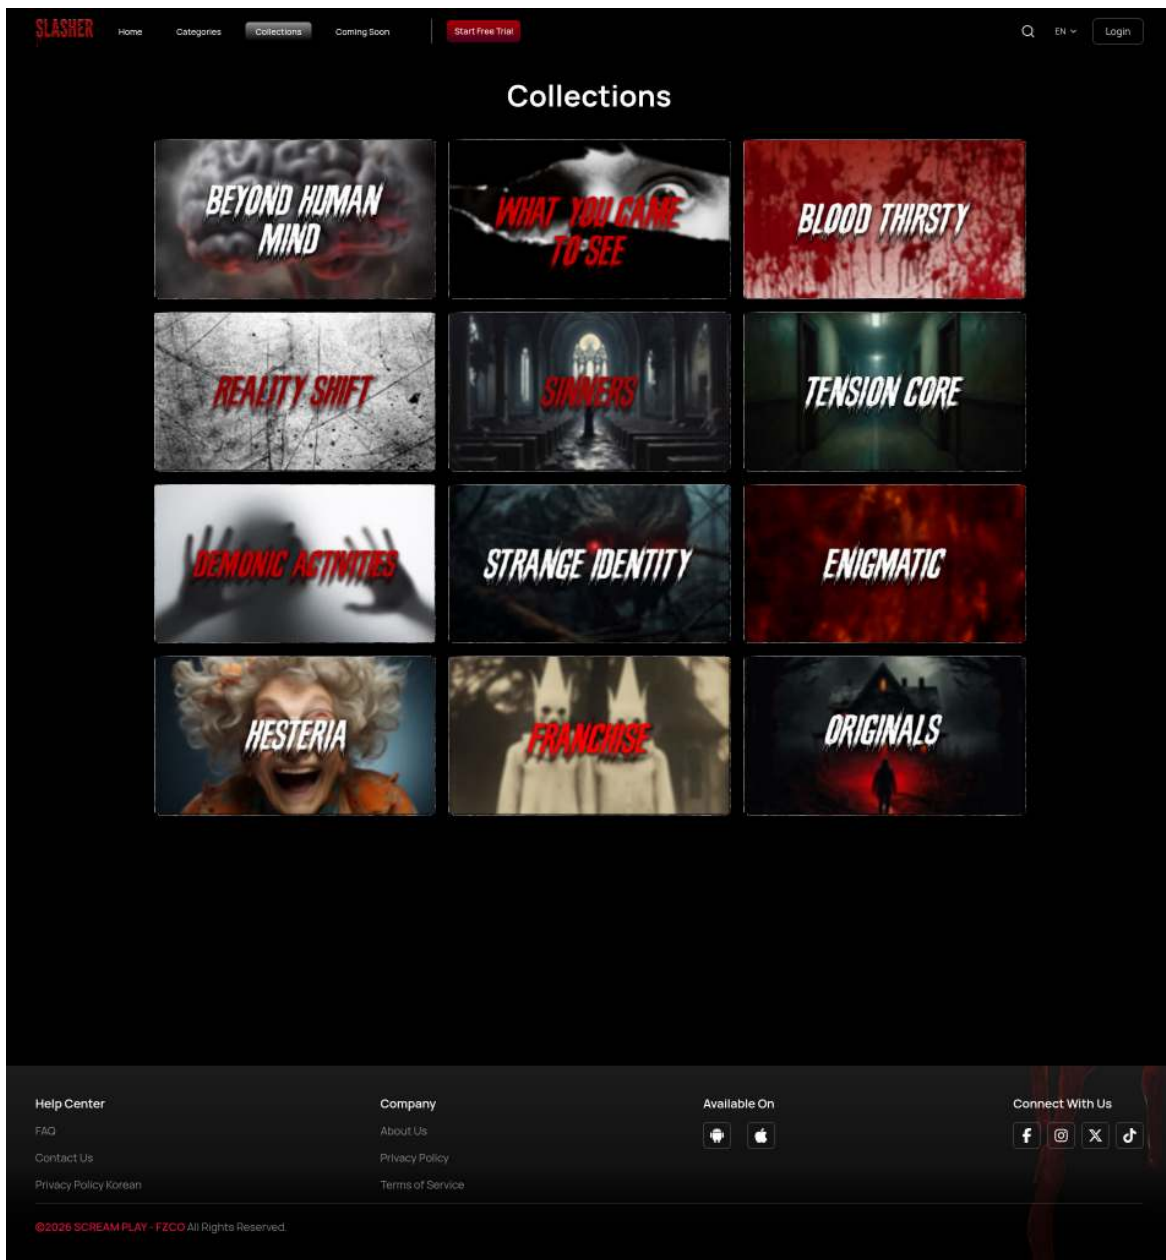 SLASHER
Home
Categories
Collections
Coming Soon
Start Free Trial
EN
Login
Collections
BEYOND HUMAN
MIND
WHAT YOU CAME
TO SEE
BLOOD THIRSTY
REALITY SHIFT
SINNERS
TENSION CORE
DEMONIC ACTIVITIES
STRANGE IDENTITY
ENIGMATIC
HESTERIA
FRANCHISE
ORIGINALS
Help Center
Company
Available On
Connect With Us
FAQ
About Us
Contact Us
Privacy Policy
Privacy Policy Korean
Terms of Service
©2026 SCREAM PLAY - FZCO All Rights Reserved.